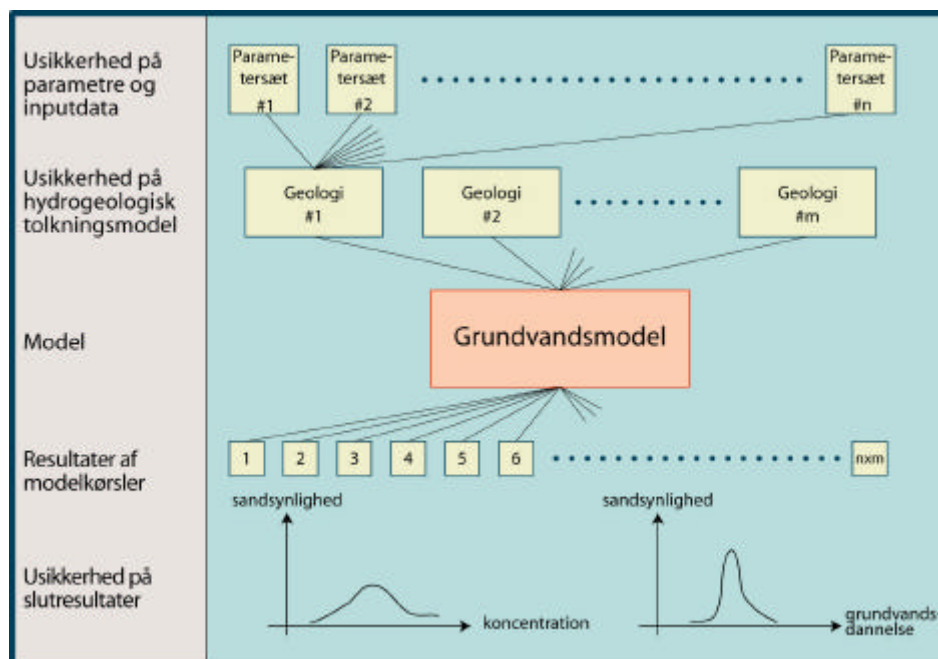 Usikkerhed på
parametre og
inputdata
Parame-
tersæt
#1
Parame-
tersæt
#2
Parame-
tersæt
#n
Usikkerhed på
hydrogeologisk
tolkningsmodel
Geologi
#1
Geologi
#2
Geologi
#m
Model
Grundvandsmodel
Resultater af
modelkørsler
1
2
3
4
5
6
nxm
Usikkerhed på
slutresultater
sandsynlighed
koncentration
sandsynlighed
grundvands-
dannelse